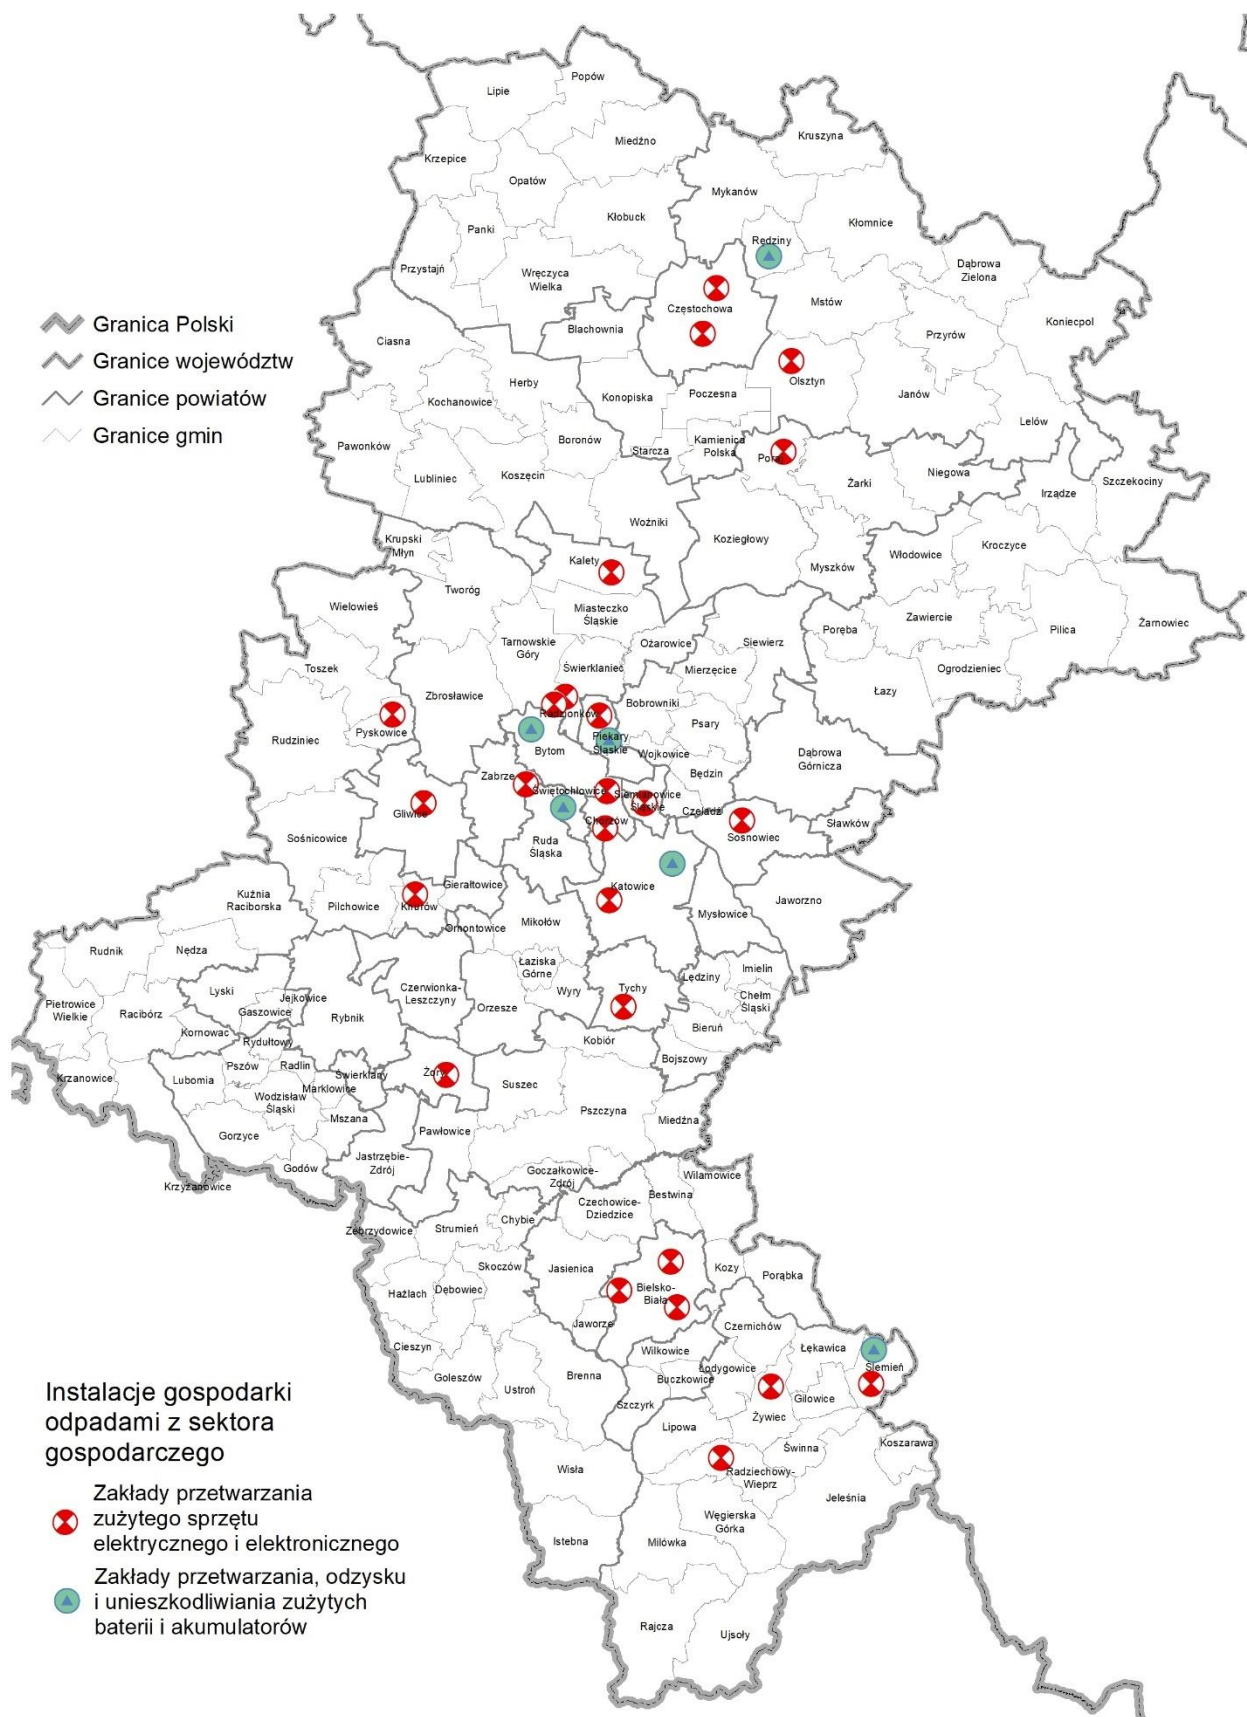 Lipie
Popów
Kruszyna
Miedźno
Krzepice
Opatów
Mykanów
Kłobuck
Kłomnice
Panki
Rędziny
Przystajń
Dąbrowa
Zielona
Wręczyca
Wielka
Mstów
Częstochowa
Koniecpol
Granica Polski
Blachownia
Przyrów
Ciasna
Granice województw
Herby
Olsztyn
Konopiska
Poczesna
Janów
Granice powiatów
Kochanowice
Lelów
Granice gmin
Boronów
Kamienica
Polska
Pawonków
Starcza
Poraj
Lubliniec
Koszęcin
Żarki
Niegowa
Irządze
Szczekociny
Woźniki
Koziegłowy
Krupski
Młyn
Kroczyce
Włodowice
Kalety
Myszków
Tworóg
Wielowieś
Miasteczko
Śląskie
Zawiercie
Poręba
Pilica
Żarnowiec
Tarnowskie
Góry
Ożarowice
Siewierz
Toszek
Świerklaniec
Mierzęcice
Ogrodzieniec
Zbrosławice
Bobrowniki
Łazy
Radzionków
Psary
Pyskowice
Rudziniec
Piekary
Śląskie
Bytom
Wojkowice
Dąbrowa
Górnicza
Zabrze
Będzin
Świętochłowice
Siemianowice
Śląskie
Gliwice
Czeladź
Sławków
Chorzów
Sośnicowice
Sosnowiec
Ruda
Śląska
Gierałtowice
Katowice
Kuźnia
Raciborska
Pilchowice
Knurów
Jaworzno
Mysłowice
Ornontowice
Mikołów
Rudnik
Nędza
Łaziska
Górne
Imielin
Lędziny
Tychy
Lyski
Czerwionka-
Leszczyny
Wyry
Chełm
Śląski
Pietrowice
Wielkie
Jejkowice
Racibórz
Gaszowice
Orzesze
Rybnik
Bieruń
Kornowac
Rydułtowy
Kobiór
Bojszowy
Pszów
Radlin
Żory
Krzanowice
Lubomia
Świerklany
Suszec
Marklowice
Wodzisław
Śląski
Pszczyna
Mszana
Miedźna
Gorzyce
Pawłowice
Jastrzębie-
Zdrój
Godów
Goczałkowice-
Zdrój
Krzyżanowice
Wilamowice
Bestwina
Czechowice-
Dziedzice
Chybie
Zebrzydowice
Strumień
Skoczów
Jasienica
Kozy
Porąbka
Hażlach
Dębowiec
Bielsko-
Biała
Jaworze
Czernichów
Cieszyn
Wilkowice
Łękawica
Ślemień
Goleszów
Brenna
Łodygowice
Buczkowice
Ustroń
Gilowice
Szczyrk
Żywiec
Lipowa
Instalacje gospodarki
odpadami z sektora
gospodarczego
Koszarawa
Świnna
Wisła
Radziechowy-
Wieprz
Zakłady przetwarzania
zużytego sprzętu
elektrycznego i elektronicznego
Jeleśnia
Węgierska
Górka
Istebna
Milówka
Zakłady przetwarzania, odzysku
i unieszkodliwiania zużytych
baterii i akumulatorów
Rajcza
Ujsoły